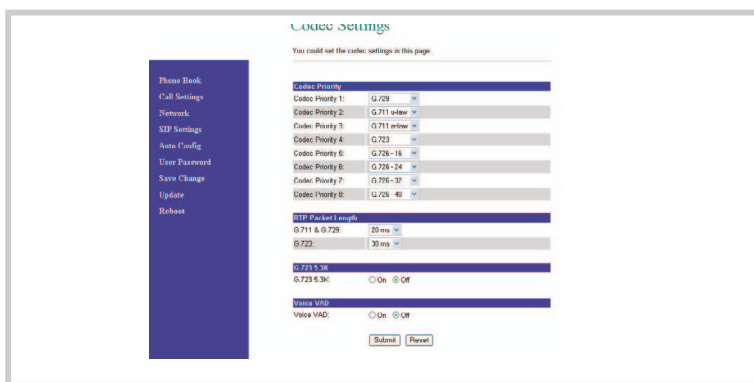 Codec Settings
You could set the codec settings in this page.
Phone Book
Call Settings
Network
SIP Settings
Auto Config
User Password
Save Change
Update
Reboot
Codec Priority
Codec Priority 1: G.729
Codec Priority 2: G.711 u-law
Codec Priority 3: G.711 a-law
Codec Priority 4: G.723
Codec Priority 5: G.726 - 16
Codec Priority 6: G.726 - 24
Codec Priority 7: G.726 - 32
Codec Priority 8: G.726 - 40
RTP Packet Length
G.711 & G.729: 20 ms
G.723: 30 ms
G.723 5.3K
G.723 5.3K: On Off
Voice VAD
Voice VAD: On Off
Submit Reset